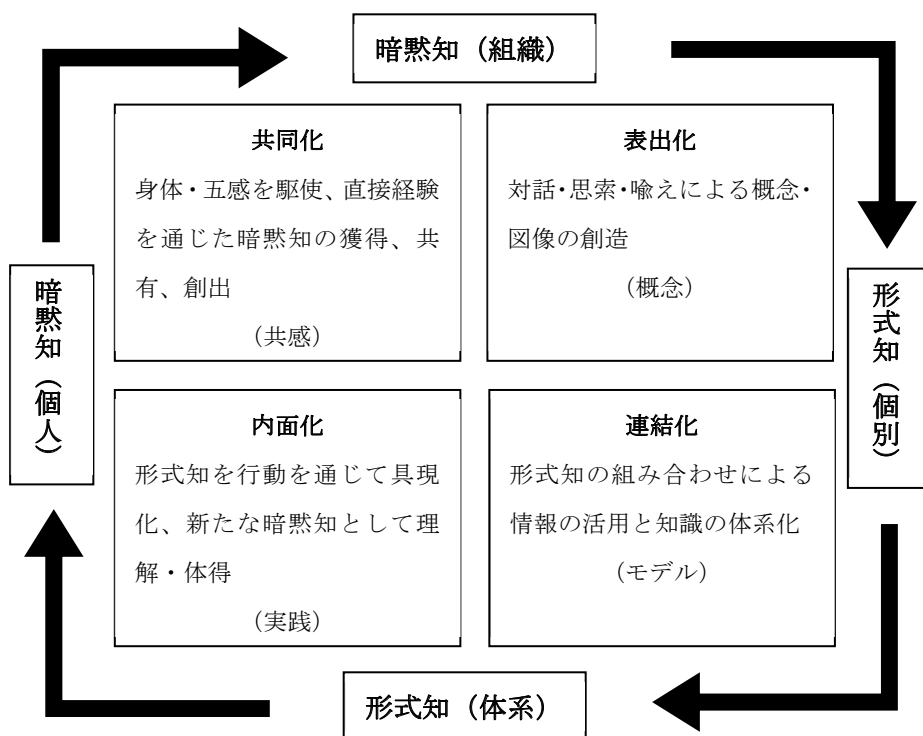 暗黙知（組織）
共同化
身体・五感を駆使、直接経験
を通じた暗黙知の獲得、共
有、創出
（共感）
表出化
対話・思索・喩えによる概念・
図像の創造
（概念）
暗黙知（個人）
形式知（個別）
内面化
形式知を行動を通じて具現
化、新たな暗黙知として理
解・体得
（実践）
連結化
形式知の組み合わせによる
情報の活用と知識の体系化
（モデル）
形式知（体系）